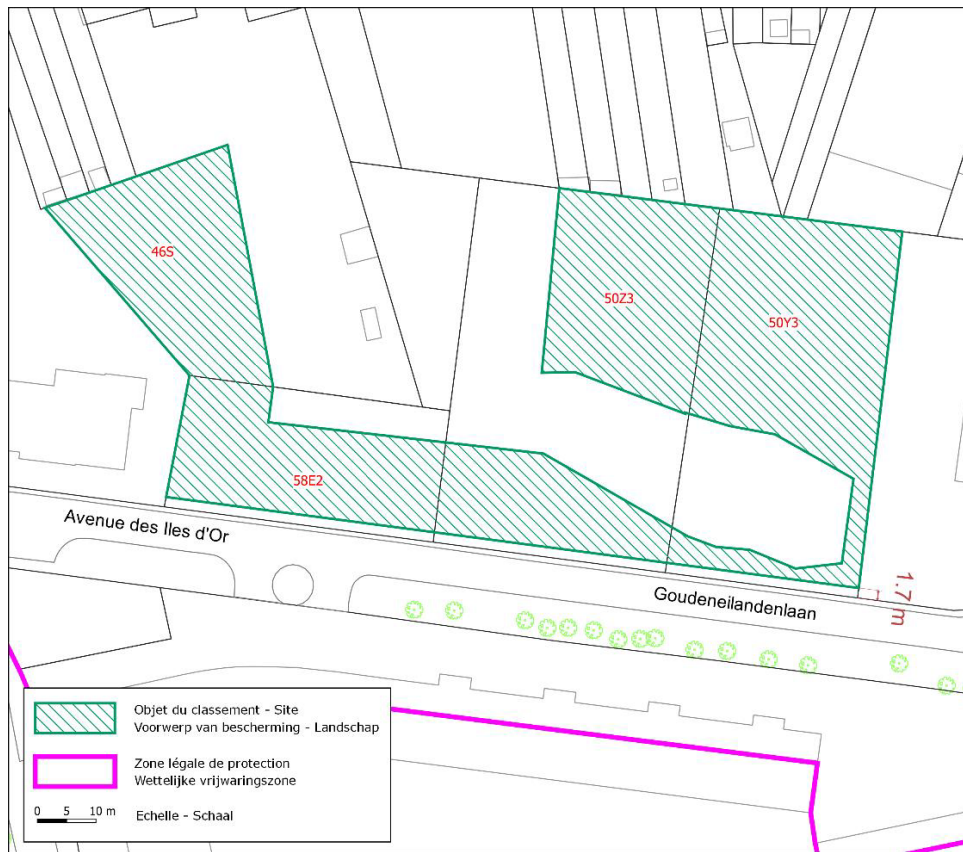 46S
50Z3
50Y3
58E2
Avenue des Iles d'Or
Goudeneilandenlaan
1.7 m
Objet du classement - Site
Voorwerp van bescherming - Landschap
Zone légale de protection
Wettelijke vrijwaringszone
0 5 10 m
Echelle - Schaal